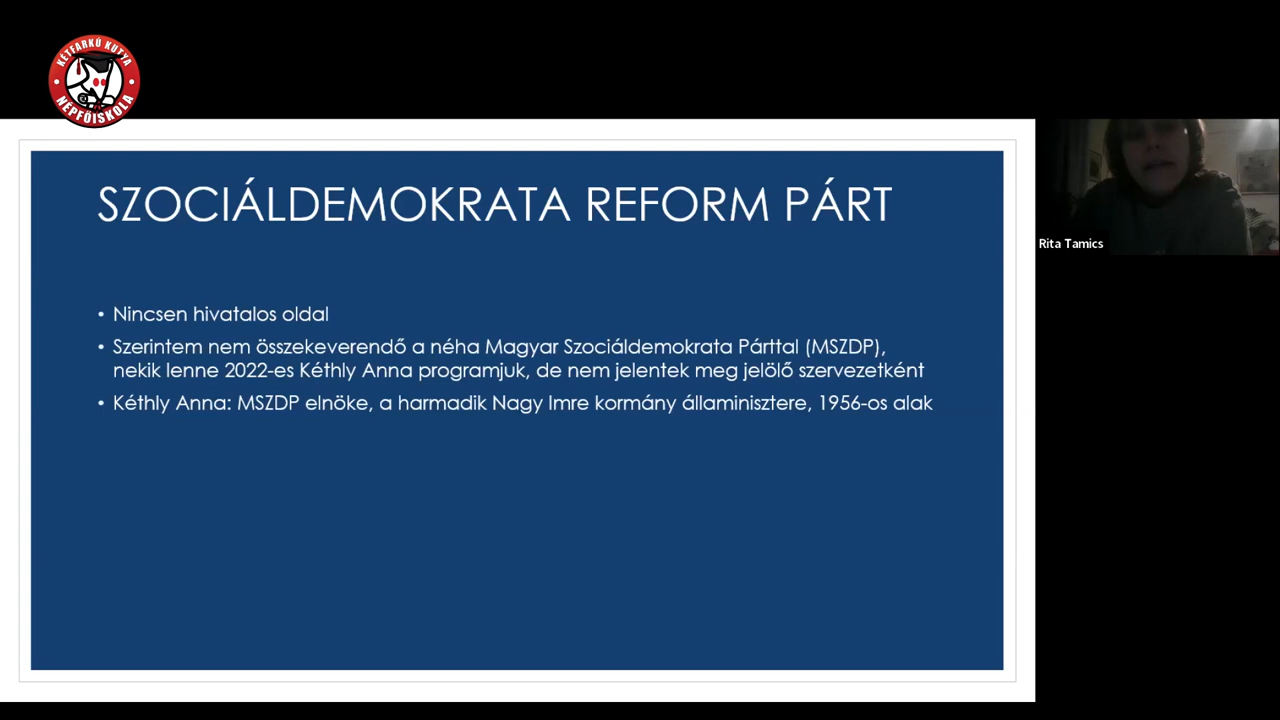 KÉTFARKÚ KUTYA
NÉPFŐISKOLA
SZOCIÁLDEMOKRATA REFORM PÁRT
• Nincsen hivatalos oldal
• Szerintem nem összekeverendő a néha Magyar Szociáldemokrata Párttal (MSZDP),
nekik lenne 2022-es Kéthly Anna programjuk, de nem jelentek meg jelölő szervezetként
• Kéthly Anna: MSZDP elnöke, a harmadik Nagy Imre kormány államinisztere, 1956-os alak
Rita Tamics